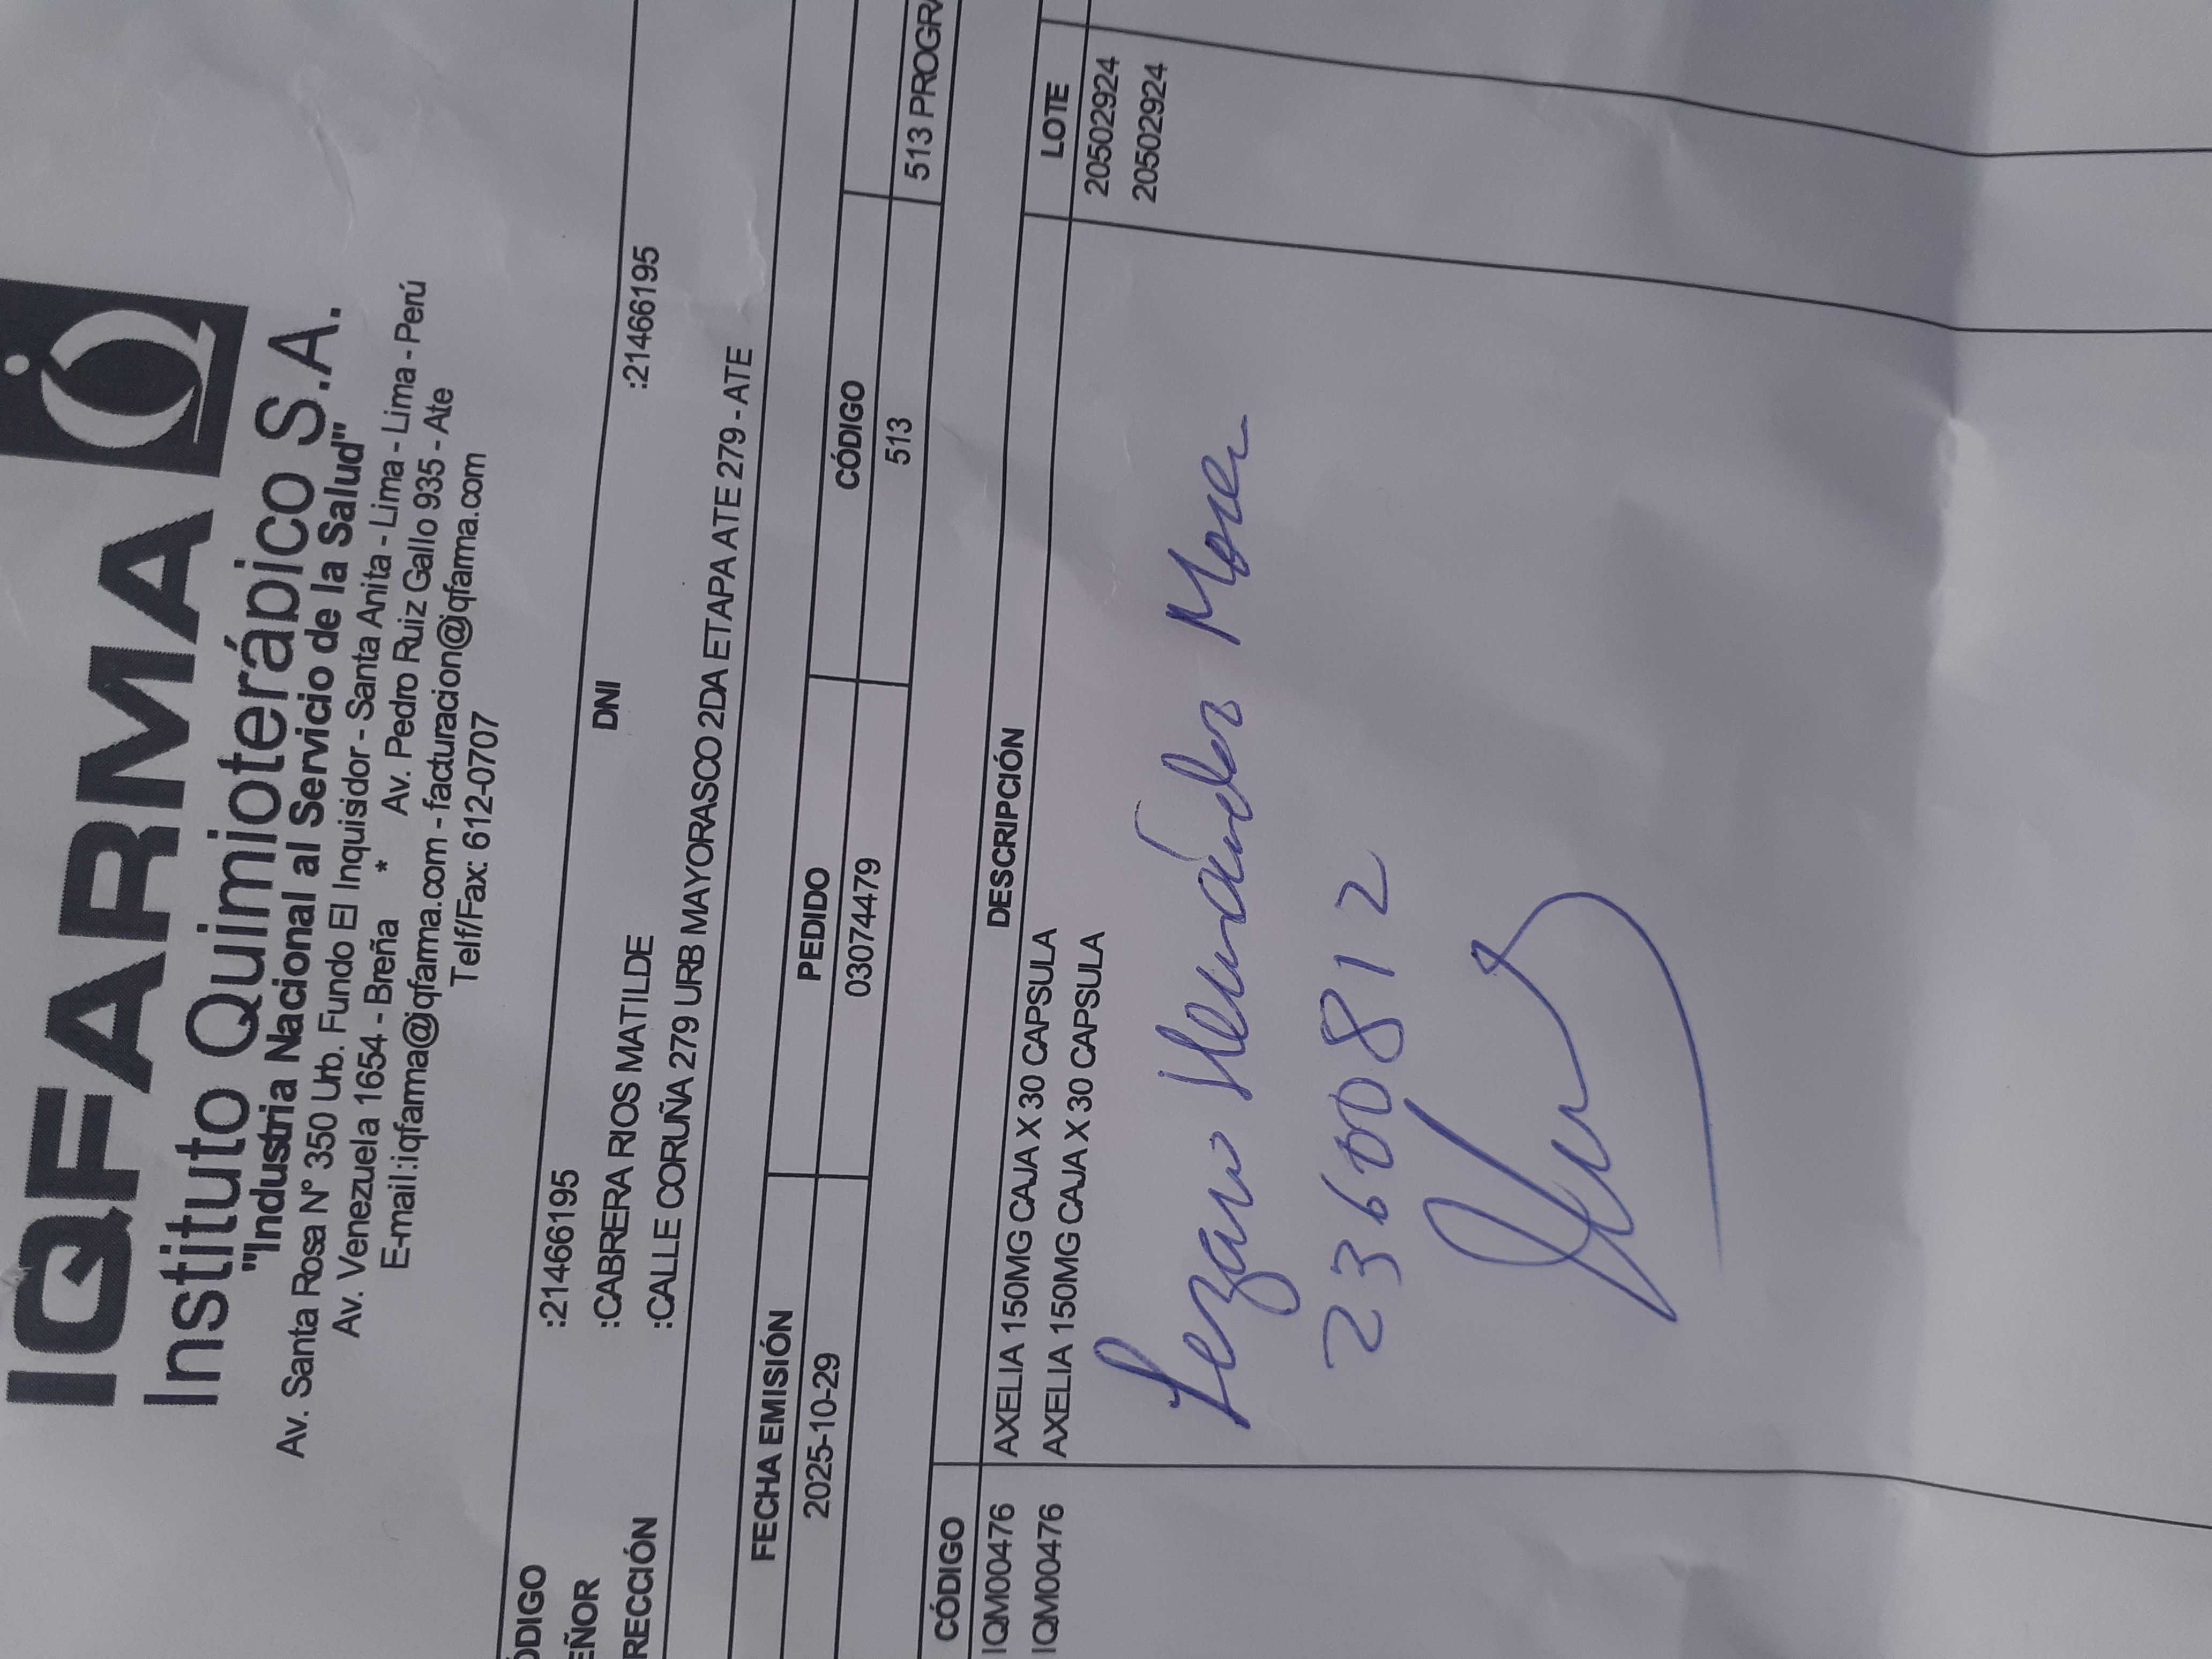 IQFARMA
Instituto Quimioterápico S.A.
"Industria Nacional al Servicio de la Salud"
Av. Santa Rosa N° 350 Urb. Fundo El Inquisidor - Santa Anita - Lima - Lima - Perú
Av. Venezuela 1654 - Breña * Av. Pedro Ruiz Gallo 935 - Ate
E-mail:iqfarma@iqfarma.com - facturacion@iqfarma.com
Telf/Fax: 612-0707
ÓDIGO :21466195
EÑOR :CABRERA RIOS MATILDE DNI :21466195
RECCIÓN :CALLE CORUÑA 279 URB MAYORASCO 2DA ETAPA ATE 279 - ATE
FECHA EMISIÓN PEDIDO CÓDIGO
2025-10-29 03074479 513 513 PROGRA
CÓDIGO DESCRIPCIÓN LOTE
IQM00476 AXELIA 150MG CAJA X 30 CAPSULA 20502924
IQM00476 AXELIA 150MG CAJA X 30 CAPSULA 20502924
Hernández
23600812